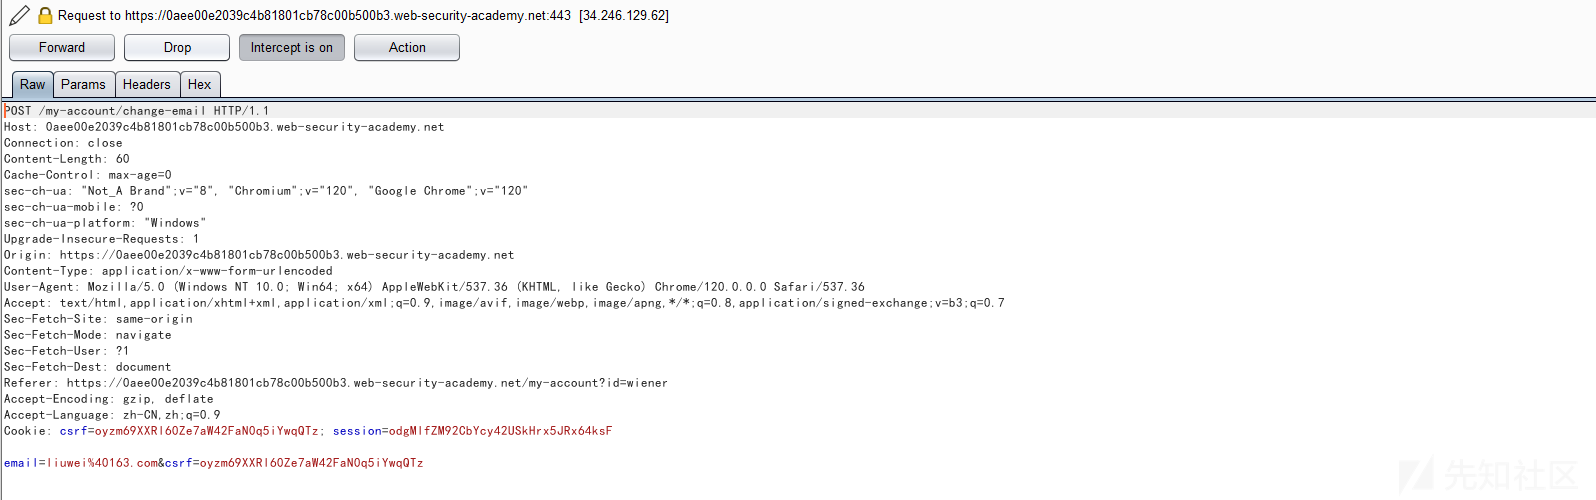 Request to https://0aee00e2039c4b81801cb78c00b500b3.web-security-academy.net:443 [34.246.129.62]
Forward Drop Intercept is on Action
Raw Params Headers Hex
POST /my-account/change-email HTTP/1.1
Host: 0aee00e2039c4b81801cb78c00b500b3.web-security-academy.net
Connection: close
Content-Length: 60
Cache-Control: max-age=0
sec-ch-ua: "Not_A Brand";v="8", "Chromium";v="120", "Google Chrome";v="120"
sec-ch-ua-mobile: ?0
sec-ch-ua-platform: "Windows"
Upgrade-Insecure-Requests: 1
Origin: https://0aee00e2039c4b81801cb78c00b500b3.web-security-academy.net
Content-Type: application/x-www-form-urlencoded
User-Agent: Mozilla/5.0 (Windows NT 10.0; Win64; x64) AppleWebKit/537.36 (KHTML, like Gecko) Chrome/120.0.0.0 Safari/537.36
Accept: text/html,application/xhtml+xml,application/xml;q=0.9,image/avif,image/webp,image/apng,*/*;q=0.8,application/signed-exchange;v=b3;q=0.7
Sec-Fetch-Site: same-origin
Sec-Fetch-Mode: navigate
Sec-Fetch-User: ?1
Sec-Fetch-Dest: document
Referer: https://0aee00e2039c4b81801cb78c00b500b3.web-security-academy.net/my-account?id=wiener
Accept-Encoding: gzip, deflate
Accept-Language: zh-CN,zh;q=0.9
Cookie: csrf=oyzm69XXRl60Ze7aW42FaN0q5iYwqQTz; session=odgMlfZM92CbYcy42USkHrx5JRx64ksF
email=liuwei%40163.com&csrf=oyzm69XXRl60Ze7aW42FaN0q5iYwqQTz
先知社区